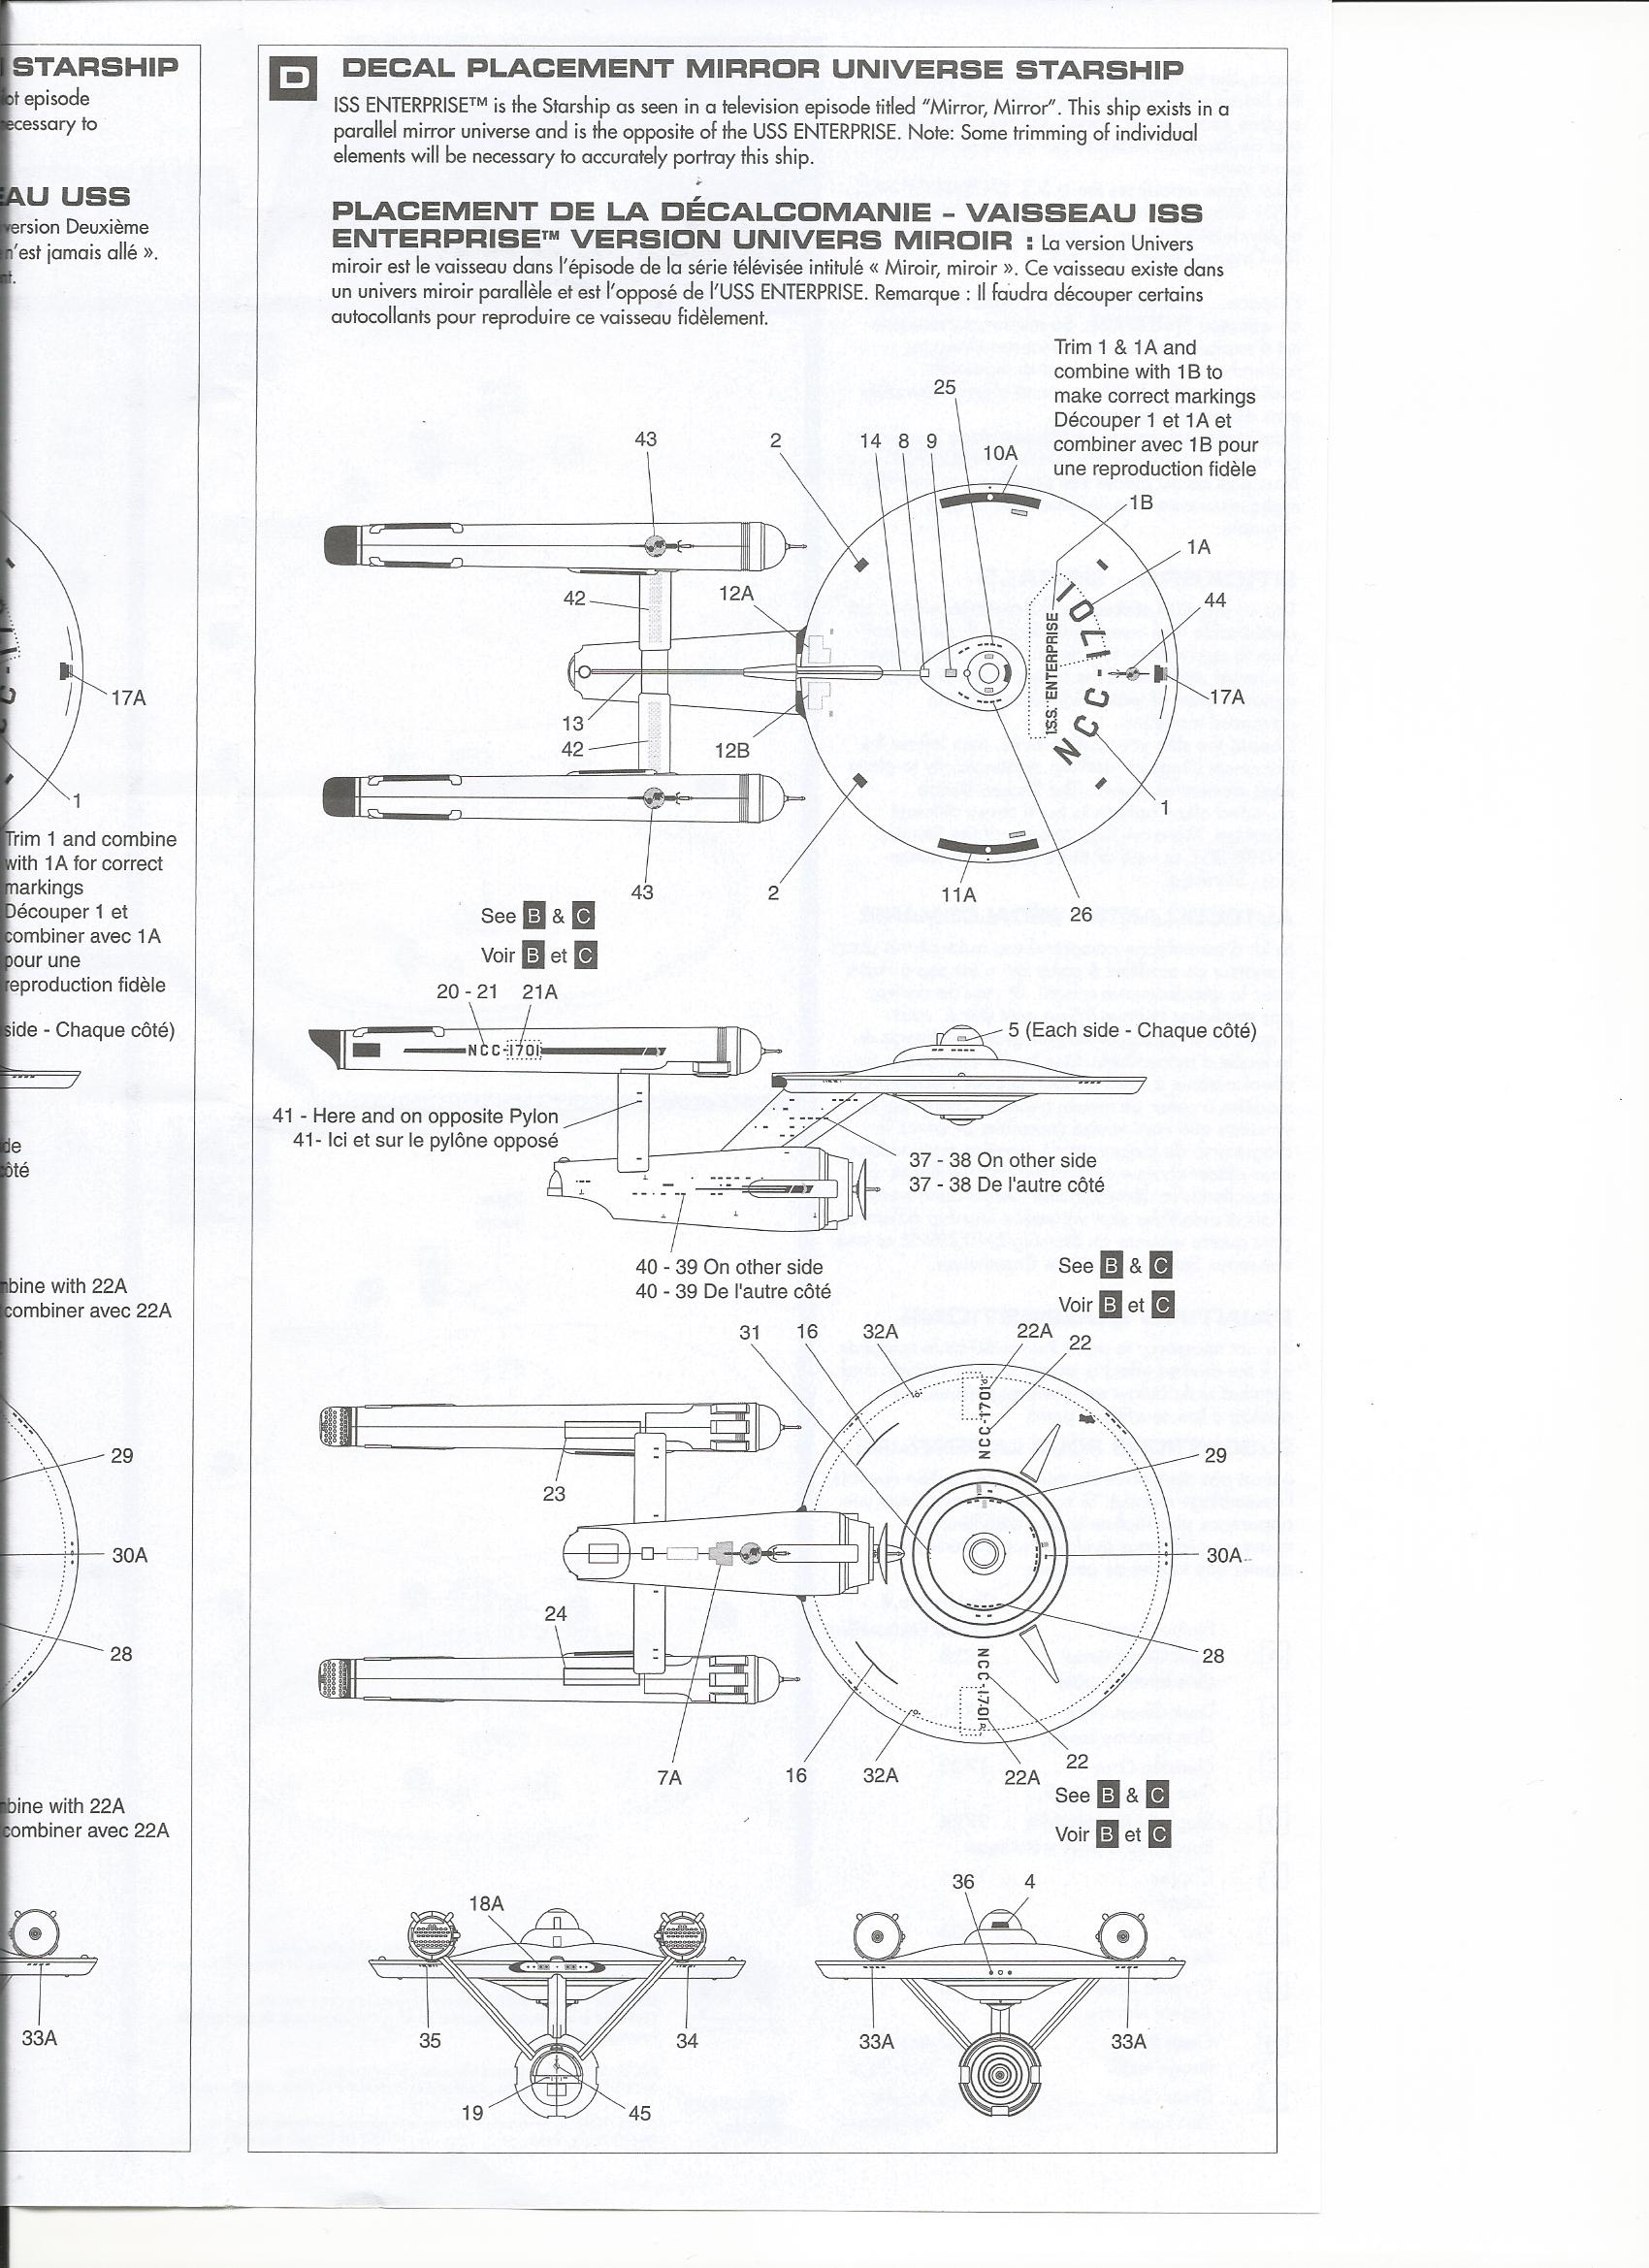 STARSHIP
ot episode
ecessary to
AU USS
version Deuxième
n'est jamais allé ».
nt.
17A
1
Trim 1 and combine
with 1A for correct
markings
Découper 1 et
combiner avec 1A
pour une
reproduction fidèle
side - Chaque côté)
de
côté
nbine with 22A
combiner avec 22A
29
30A
28
nbine with 22A
combiner avec 22A
33A
D
DECAL PLACEMENT MIRROR UNIVERSE STARSHIP
ISS ENTERPRISE™ is the Starship as seen in a television episode titled “Mirror, Mirror”. This ship exists in a
parallel mirror universe and is the opposite of the USS ENTERPRISE. Note: Some trimming of individual
elements will be necessary to accurately portray this ship.
PLACEMENT DE LA DÉCALCOMANIE - VAISSEAU ISS
ENTERPRISE™ VERSION UNIVERS MIROIR : La version Univers
miroir est le vaisseau dans l'épisode de la série télévisée intitulé « Miroir, miroir ». Ce vaisseau existe dans
un univers miroir parallèle et est l'opposé de l'USS ENTERPRISE. Remarque : Il faudra découper certains
autocollants pour reproduire ce vaisseau fidèlement.
Trim 1 & 1A and
combine with 1B to
make correct markings
Découper 1 et 1A et
combiner avec 1B pour
une reproduction fidèle
25
43
2
14
8
9
10A
1B
1A
44
42
12A
I.S.S. ENTERPRISE
NCC-1701
17A
13
42
12B
1
43
2
11A
26
See B & C
Voir B et C
20 - 21
21A
NCC-1701
5 (Each side - Chaque côté)
41 - Here and on opposite Pylon
41- Ici et sur le pylône opposé
37 - 38 On other side
37 - 38 De l'autre côté
40 - 39 On other side
40 - 39 De l'autre côté
See B & C
Voir B et C
31
16
32A
22A
22
NCC-1701
29
23
30A
24
28
NCC-1701
7A
16
32A
22A
22
See B & C
Voir B et C
18A
36
4
35
34
33A
33A
19
45